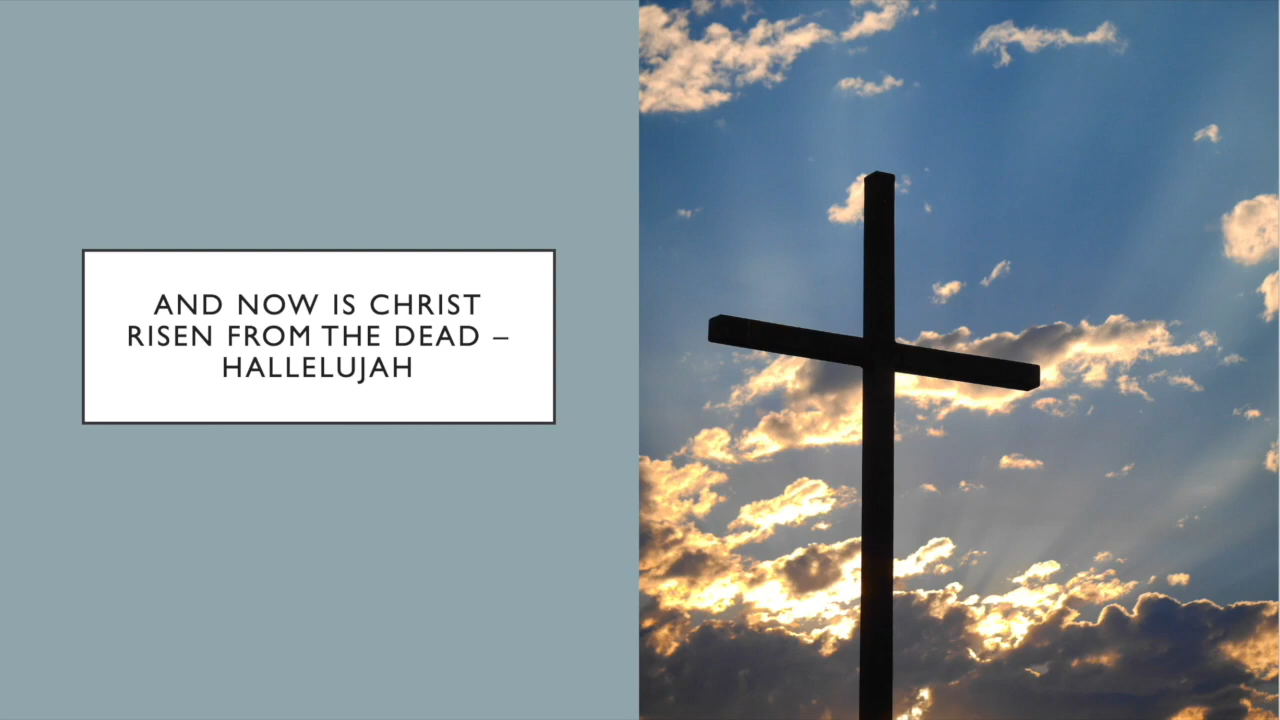 AND NOW IS CHRIST
RISEN FROM THE DEAD –
HALLELUJAH